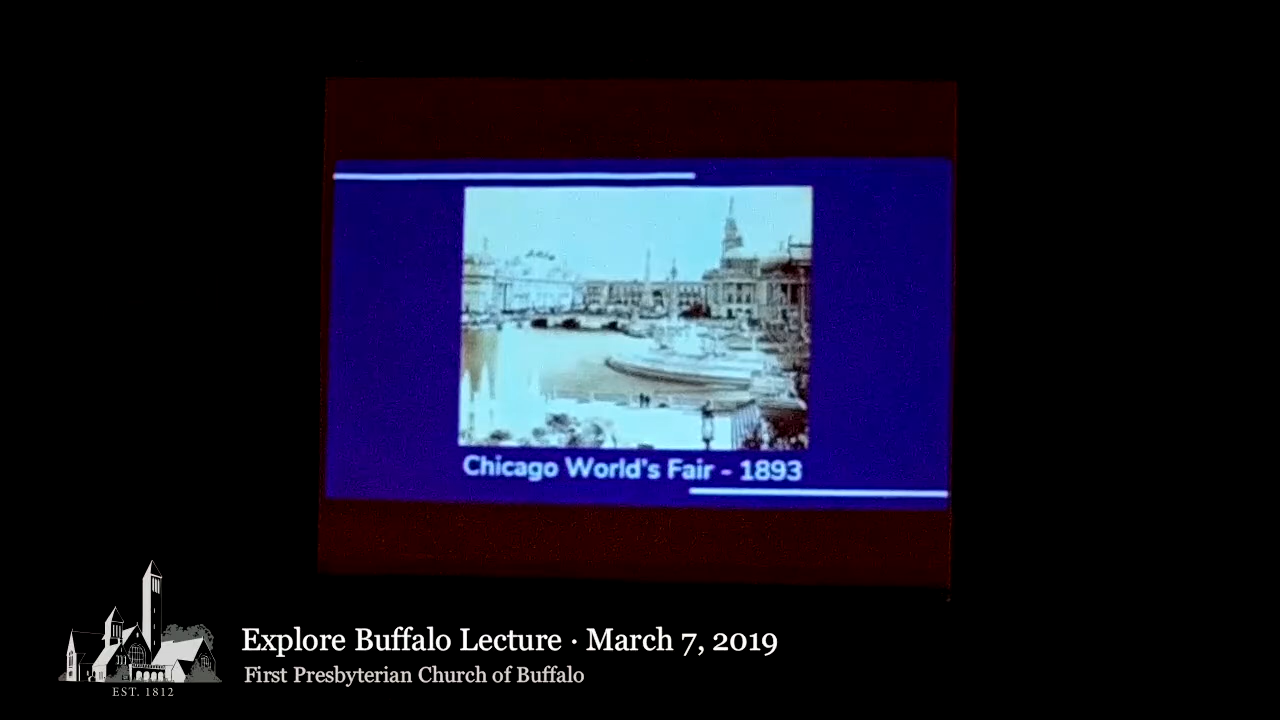 Chicago World's Fair - 1893
Explore Buffalo Lecture · March 7, 2019
First Presbyterian Church of Buffalo
EST. 1812